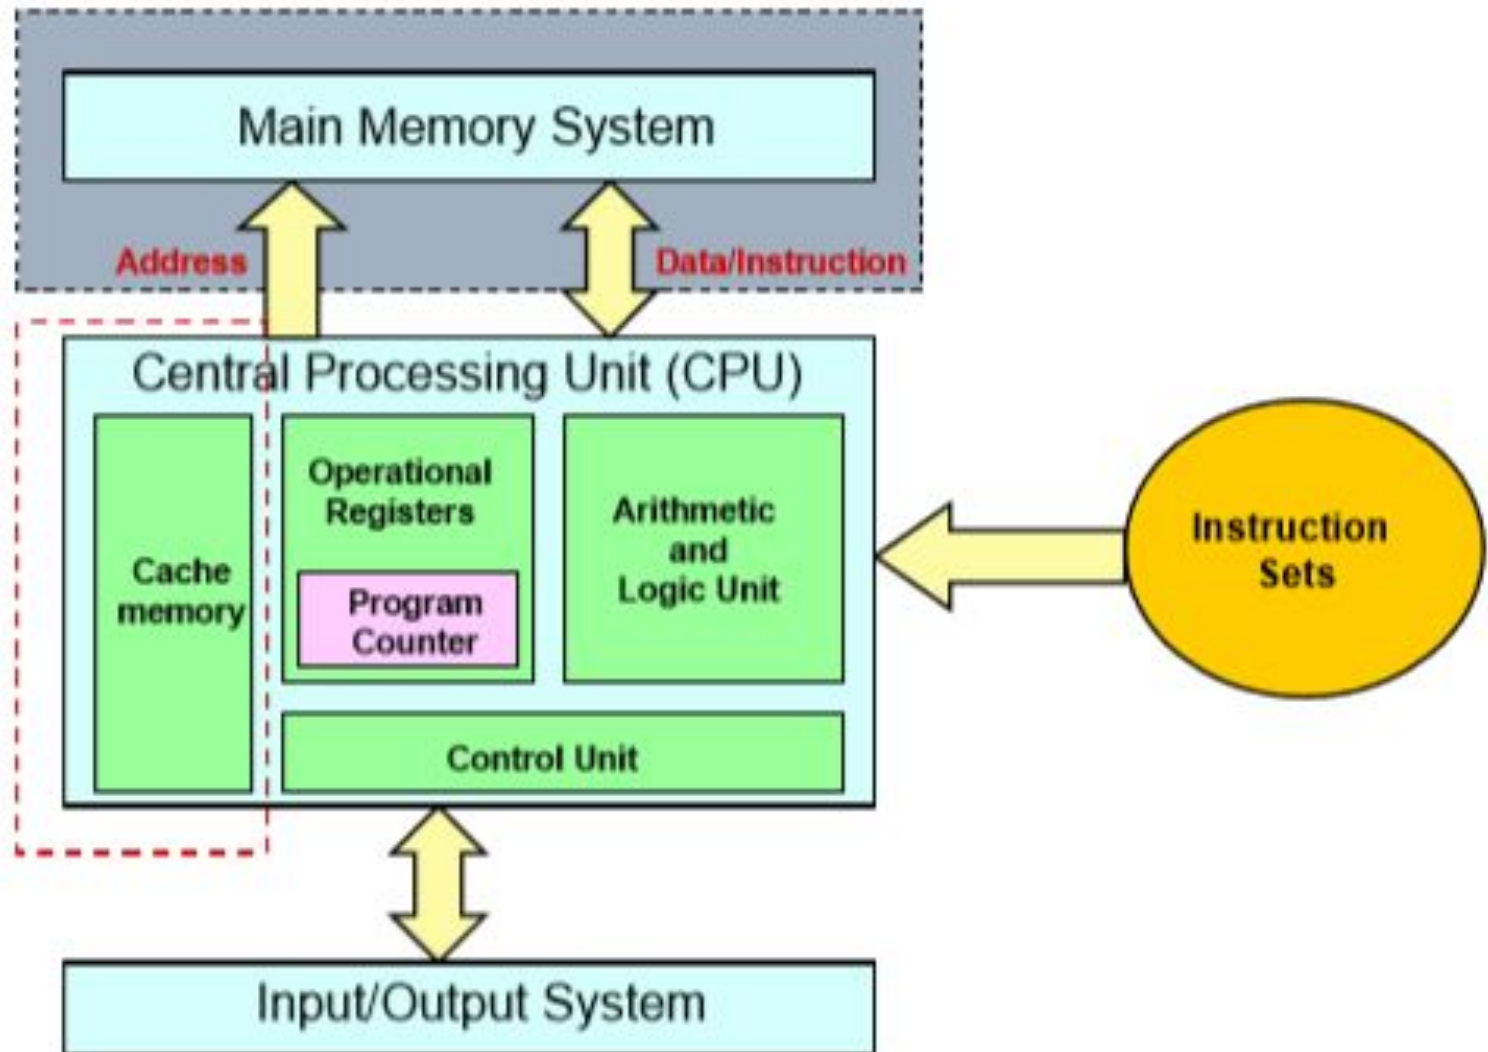 Main Memory System
Address
Data/Instruction
Central Processing Unit (CPU)
Cache
memory
Operational
Registers
Program
Counter
Arithmetic
and
Logic Unit
Control Unit
Instruction
Sets
Input/Output System